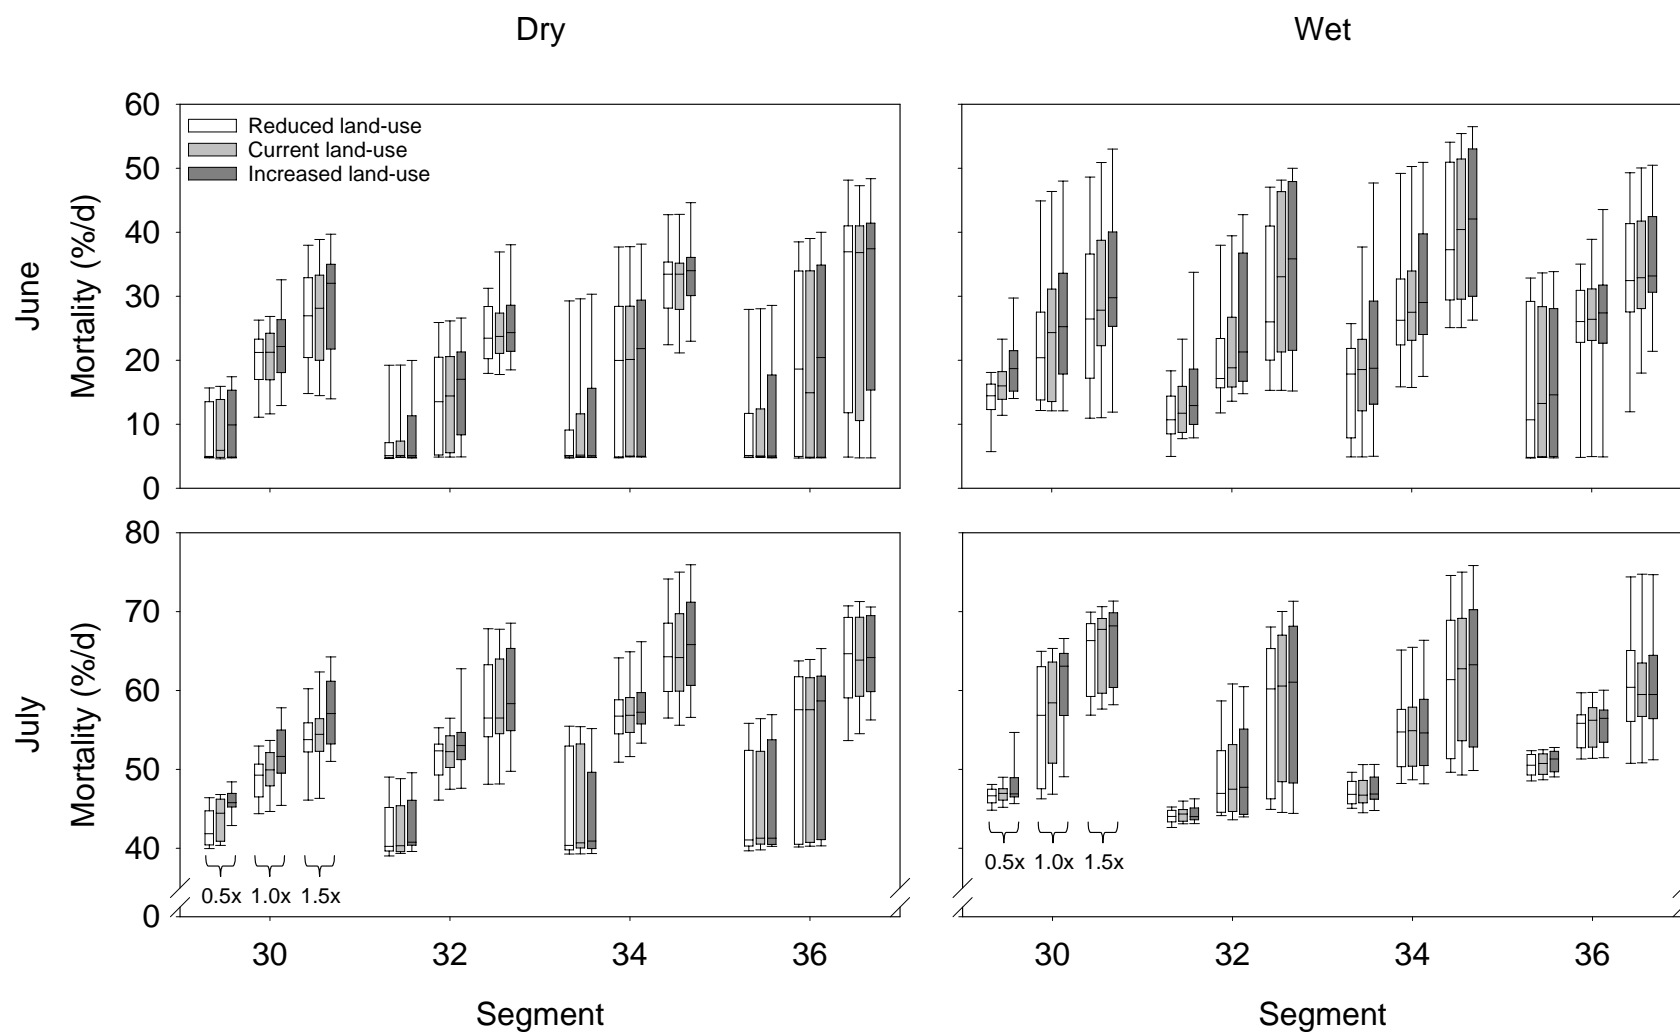 Dry
Wet
June
Mortality (%/d)
60
50
40
30
20
10
0
Reduced land-use
Current land-use
Increased land-use
July
Mortality (%/d)
80
70
60
50
40
0
0.5x 1.0x 1.5x
0.5x 1.0x 1.5x
30 32 34 36
30 32 34 36
Segment
Segment